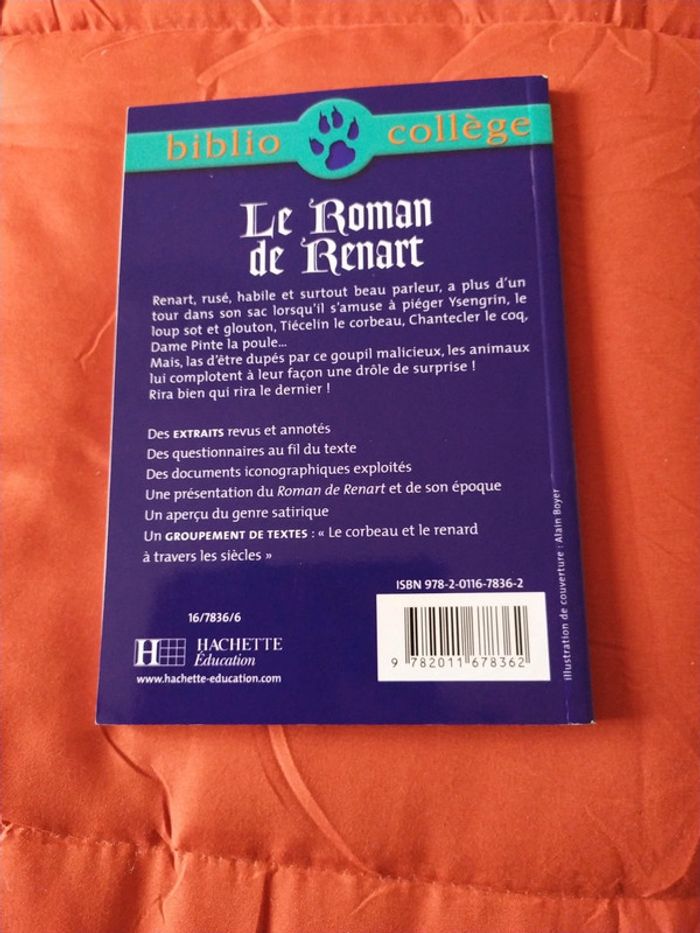 biblio collège
Le Roman
de Renart
Renart, rusé, habile et surtout beau parleur, a plus d'un
tour dans son sac lorsqu'il s'amuse à piéger Ysengrin, le
loup sot et glouton, Tiécelin le corbeau, Chantecler le coq,
Dame Pinte la poule...
Mais, las d'être dupés par ce goupil malicieux, les animaux
lui complotent à leur façon une drôle de surprise !
Rira bien qui rira le dernier !
Des EXTRAITS revus et annotés
Des questionnaires au fil du texte
Des documents iconographiques exploités
Une présentation du Roman de Renart et de son époque
Un aperçu du genre satirique
Un GROUPEMENT DE TEXTES : « Le corbeau et le renard
à travers les siècles »
illustration de couverture : Alain Boyer
ISBN 978-2-0116-7836-2
16/7836/6
H HACHETTE
Éducation
www.hachette-education.com
9 782011 678362